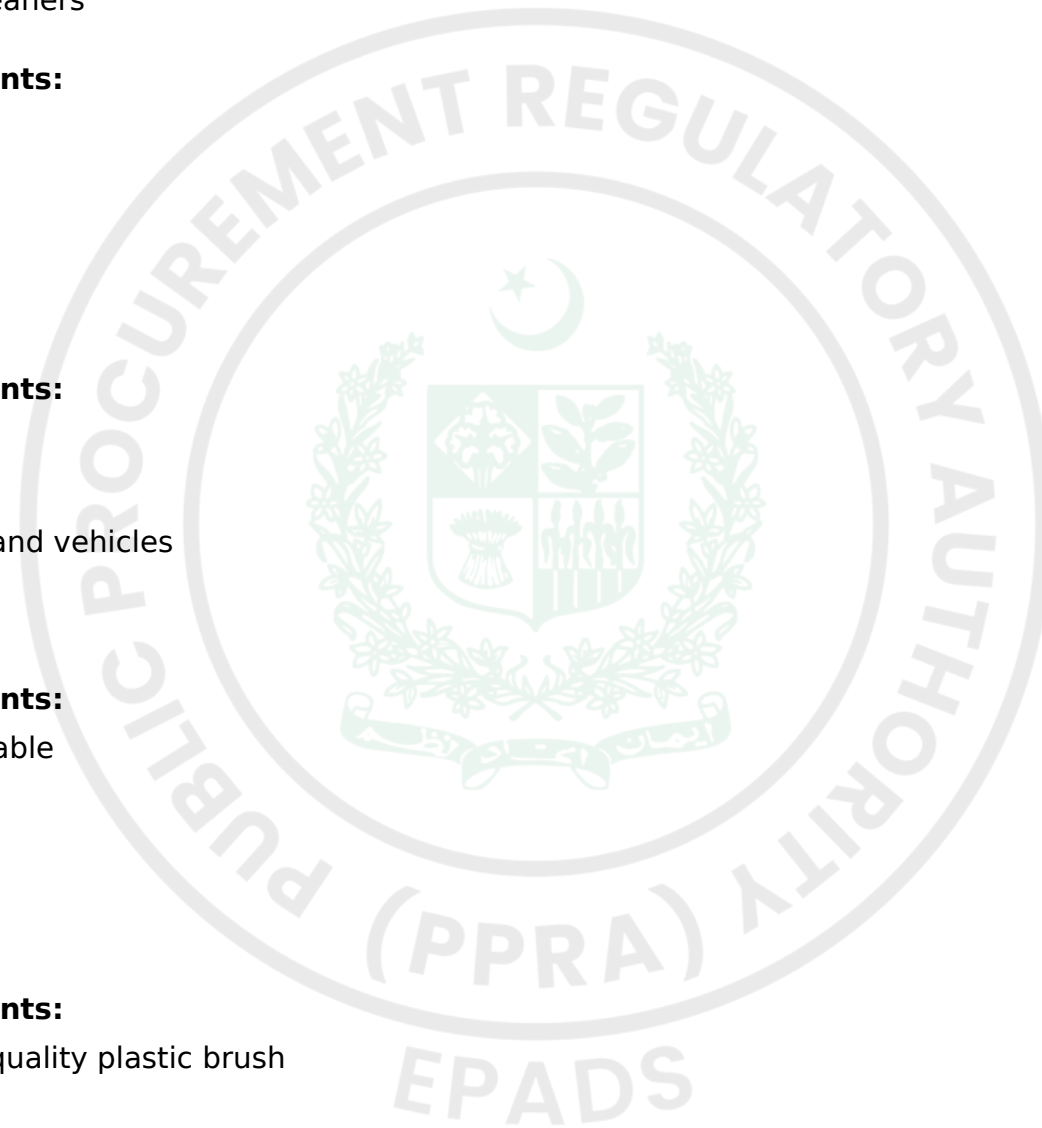 eaners
nts:
nts:
and vehicles
nts:
able
nts:
quality plastic brush
PUBLIC PROCUREMENT REGULATORY AUTHORITY
(PPRA)
EPADS